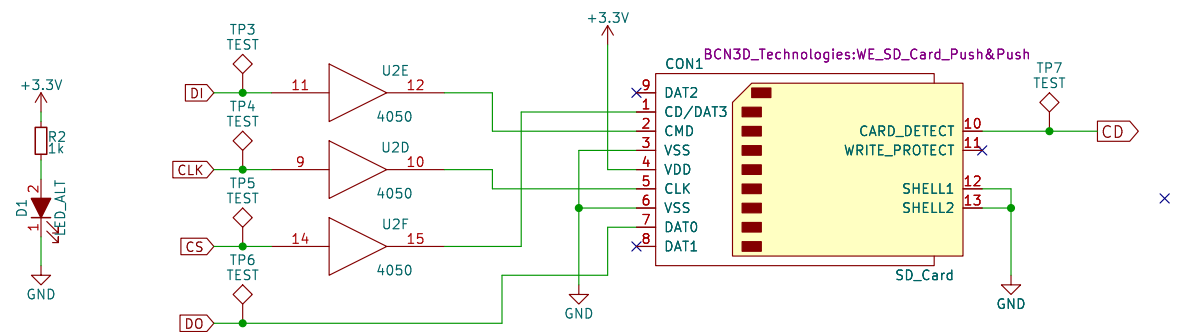 +3.3V
R2
1k
D1
2
1
LED_ALT
GND
TP3
TEST
DI
11
U2E
12
4050
TP4
TEST
CLK
9
U2D
10
4050
TP5
TEST
CS
14
U2F
15
4050
TP6
TEST
DO
+3.3V
GND
BCN3D_Technologies:WE_SD_Card_Push&Push
CON1
9 DAT2
1 CD/DAT3
2 CMD
3 VSS
4 VDD
5 CLK
6 VSS
7 DAT0
8 DAT1
CARD_DETECT 10
WRITE_PROTECT 11
SHELL1 12
SHELL2 13
SD_Card
TP7
TEST
CD
GND